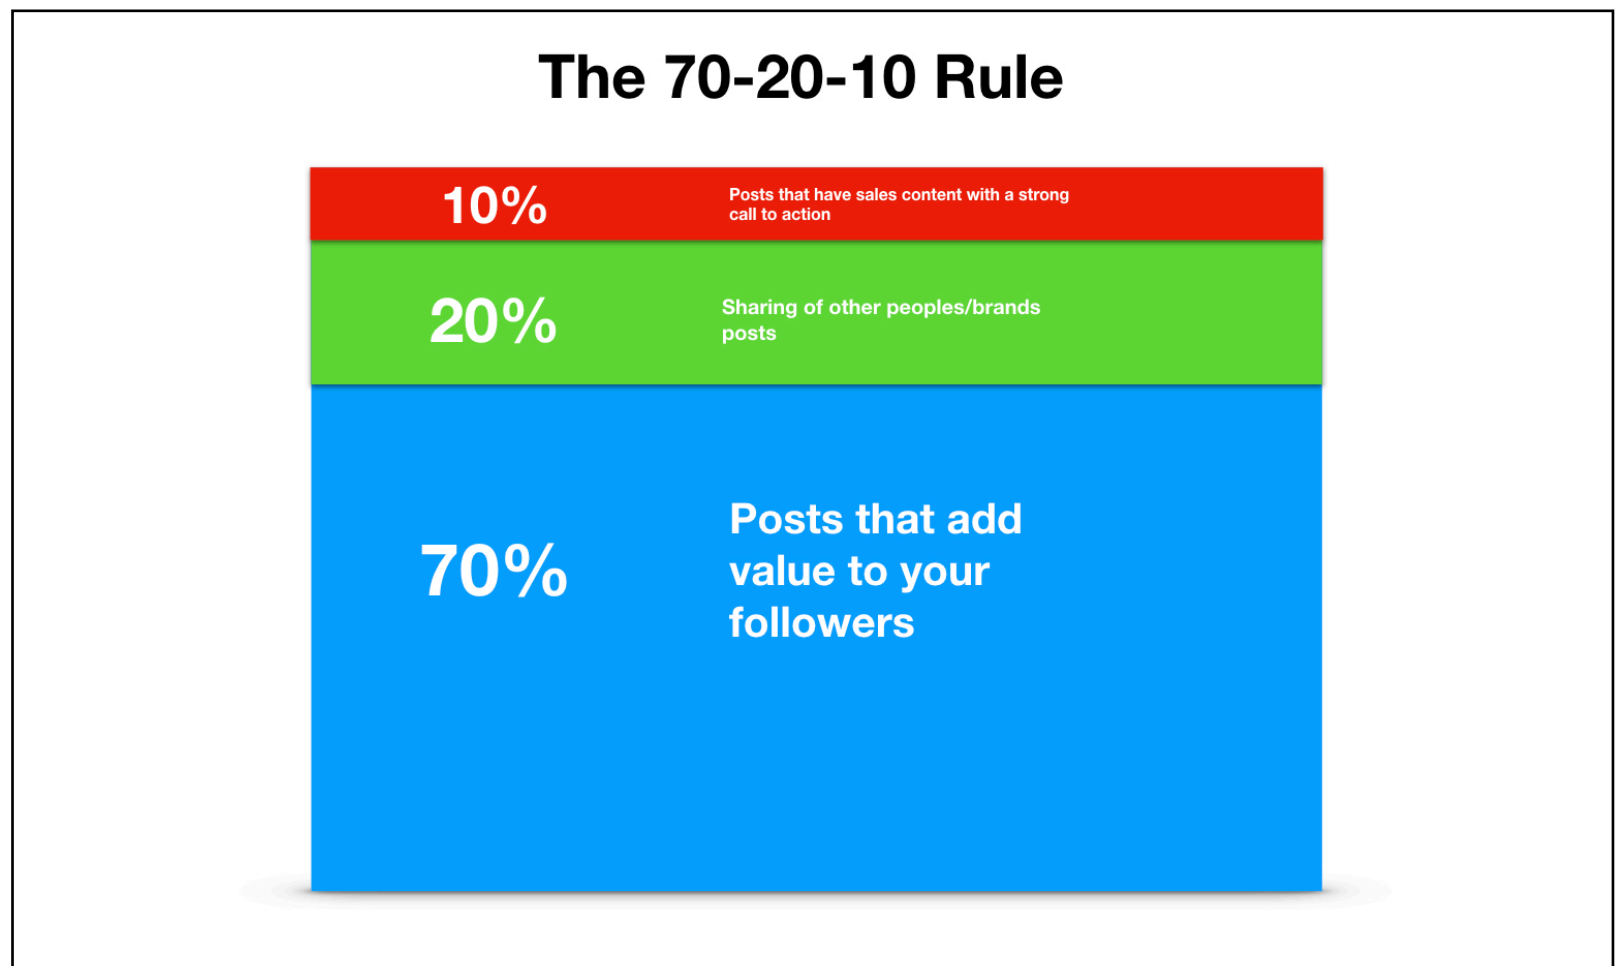 The 70-20-10 Rule
10%
Posts that have sales content with a strong
call to action
20%
Sharing of other peoples/brands
posts
70%
Posts that add
value to your
followers